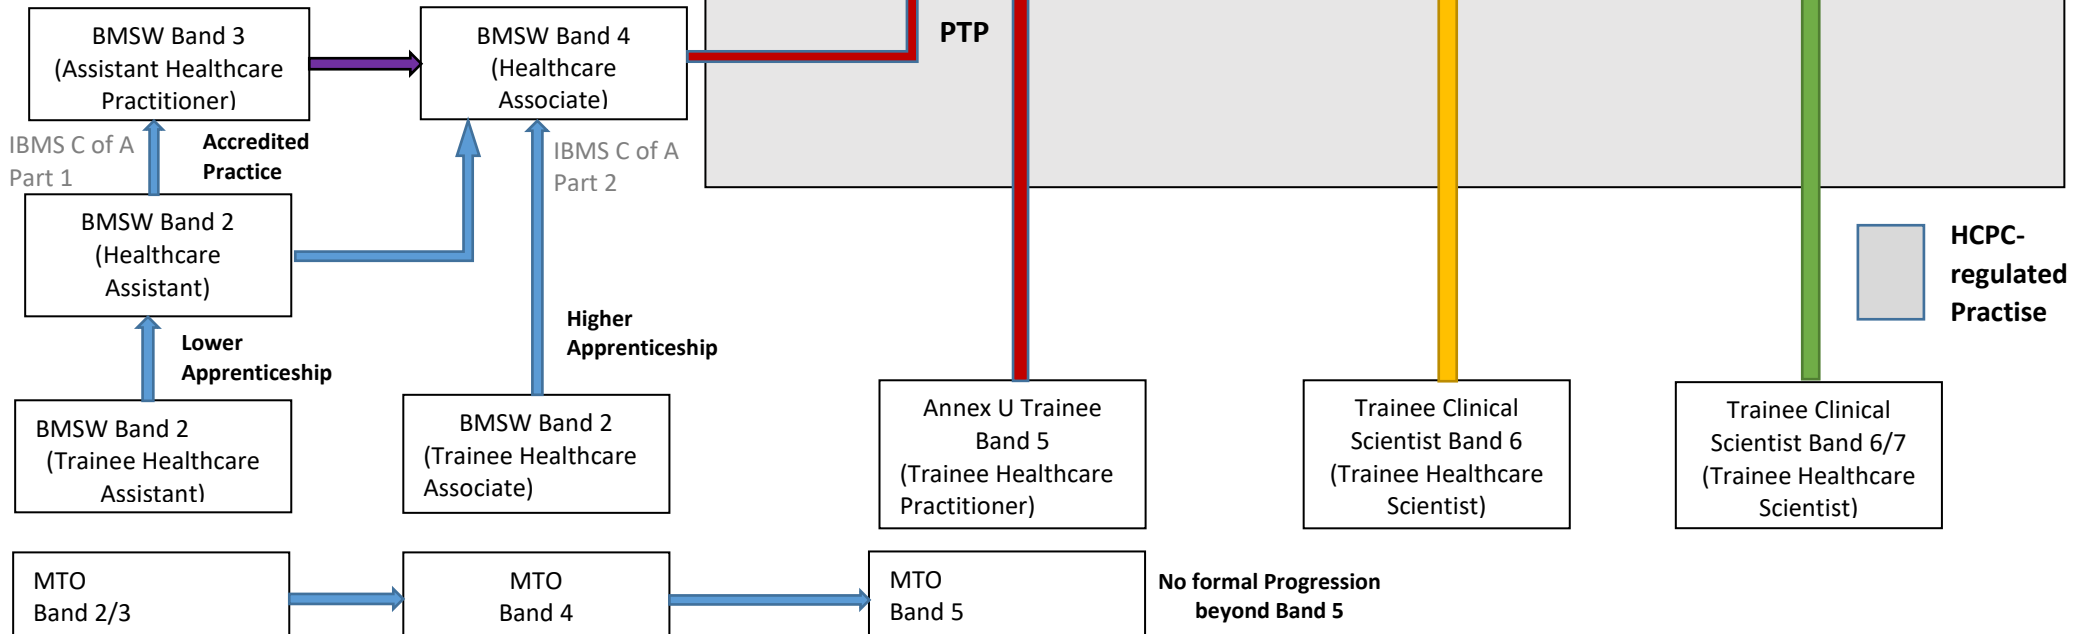 BMSW Band 3
(Assistant Healthcare
Practitioner)
BMSW Band 4
(Healthcare
Associate)
PTP
IBMS C of A
Part 1
Accredited
Practice
IBMS C of A
Part 2
BMSW Band 2
(Healthcare
Assistant)
HCPC-
regulated
Practise
Lower
Apprenticeship
Higher
Apprenticeship
BMSW Band 2
(Trainee Healthcare
Assistant)
BMSW Band 2
(Trainee Healthcare
Associate)
Annex U Trainee
Band 5
(Trainee Healthcare
Practitioner)
Trainee Clinical
Scientist Band 6
(Trainee Healthcare
Scientist)
Trainee Clinical
Scientist Band 6/7
(Trainee Healthcare
Scientist)
MTO
Band 2/3
MTO
Band 4
MTO
Band 5
No formal Progression
beyond Band 5